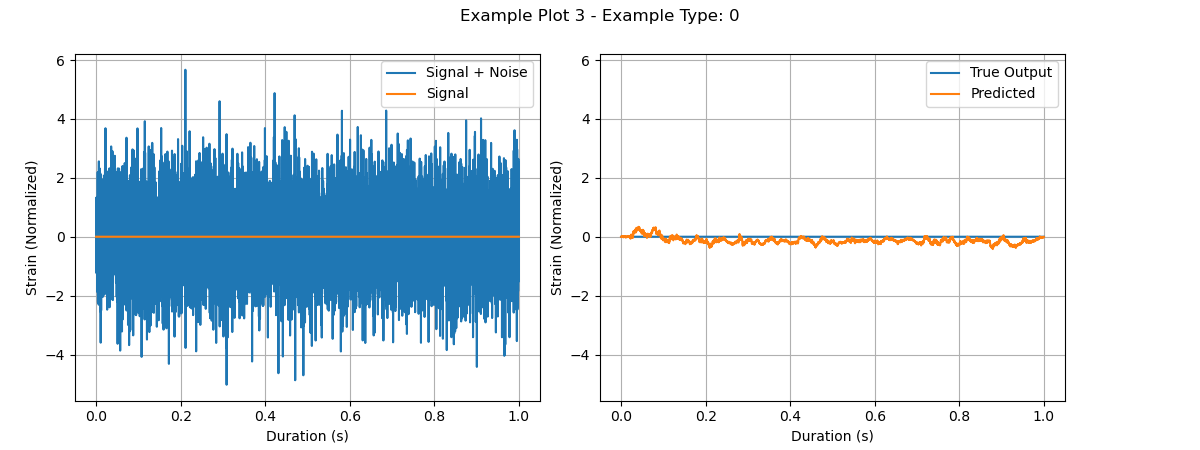 Example Plot 3 - Example Type: 0
Strain (Normalized)
6
4
2
0
−2
−4
Signal + Noise
Signal
0.0 0.2 0.4 0.6 0.8 1.0
Duration (s)
Strain (Normalized)
6
4
2
0
−2
−4
True Output
Predicted
0.0 0.2 0.4 0.6 0.8 1.0
Duration (s)